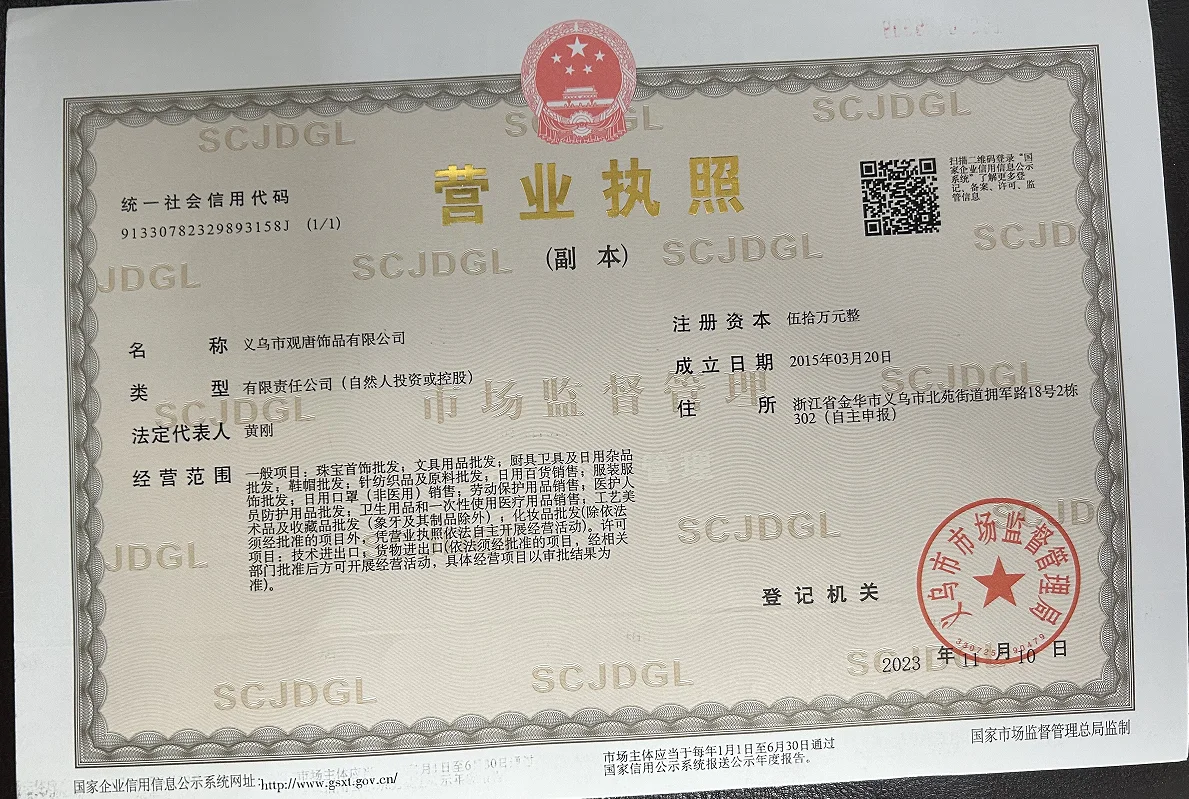 SCJDGL
SCJDGL
营业执照
(副 本)
统一社会信用代码
91330782329893158J (1/1)
扫描二维码登录“国
家企业信用信息公示
系统”了解更多登
记、备案、许可、监
管信息
JDGL
SCJDGL
SCJDGL
SCJD
名 称 义乌市观唐饰品有限公司
类 型 有限责任公司（自然人投资或控股）
法定代表人 黄刚
经营范围 一般项目：珠宝首饰批发；文具用品批发；厨具卫具及日用杂品
批发；鞋帽批发；针纺织品及原料批发；日用百货销售；服装服
饰批发；日用口罩（非医用）销售；劳动保护用品销售；医护人
员防护用品批发；卫生用品和一次性使用医疗用品销售；工艺美
术品及收藏品批发（象牙及其制品除外）；化妆品批发(除依法
须经批准的项目外，凭营业执照依法自主开展经营活动)。许可
项目：技术进出口；货物进出口(依法须经批准的项目，经相关
部门批准后方可开展经营活动，具体经营项目以审批结果为
准)。
注册资本 伍拾万元整
成立日期 2015年03月20日
住 所 浙江省金华市义乌市北苑街道拥军路18号2栋
302（自主申报）
SCJDGL
市场监督管理
SCJDGL
SCJDGL
JDGL
登记机关
义乌市市场监督管理局
2023 年 11 月 10 日
SCJDGL
SCJDGL
国家企业信用信息公示系统网址:http://www.gsxt.gov.cn/
市场主体应当于每年1月1日至6月30日通过
国家信用公示系统报送公示年度报告。
国家市场监督管理总局监制